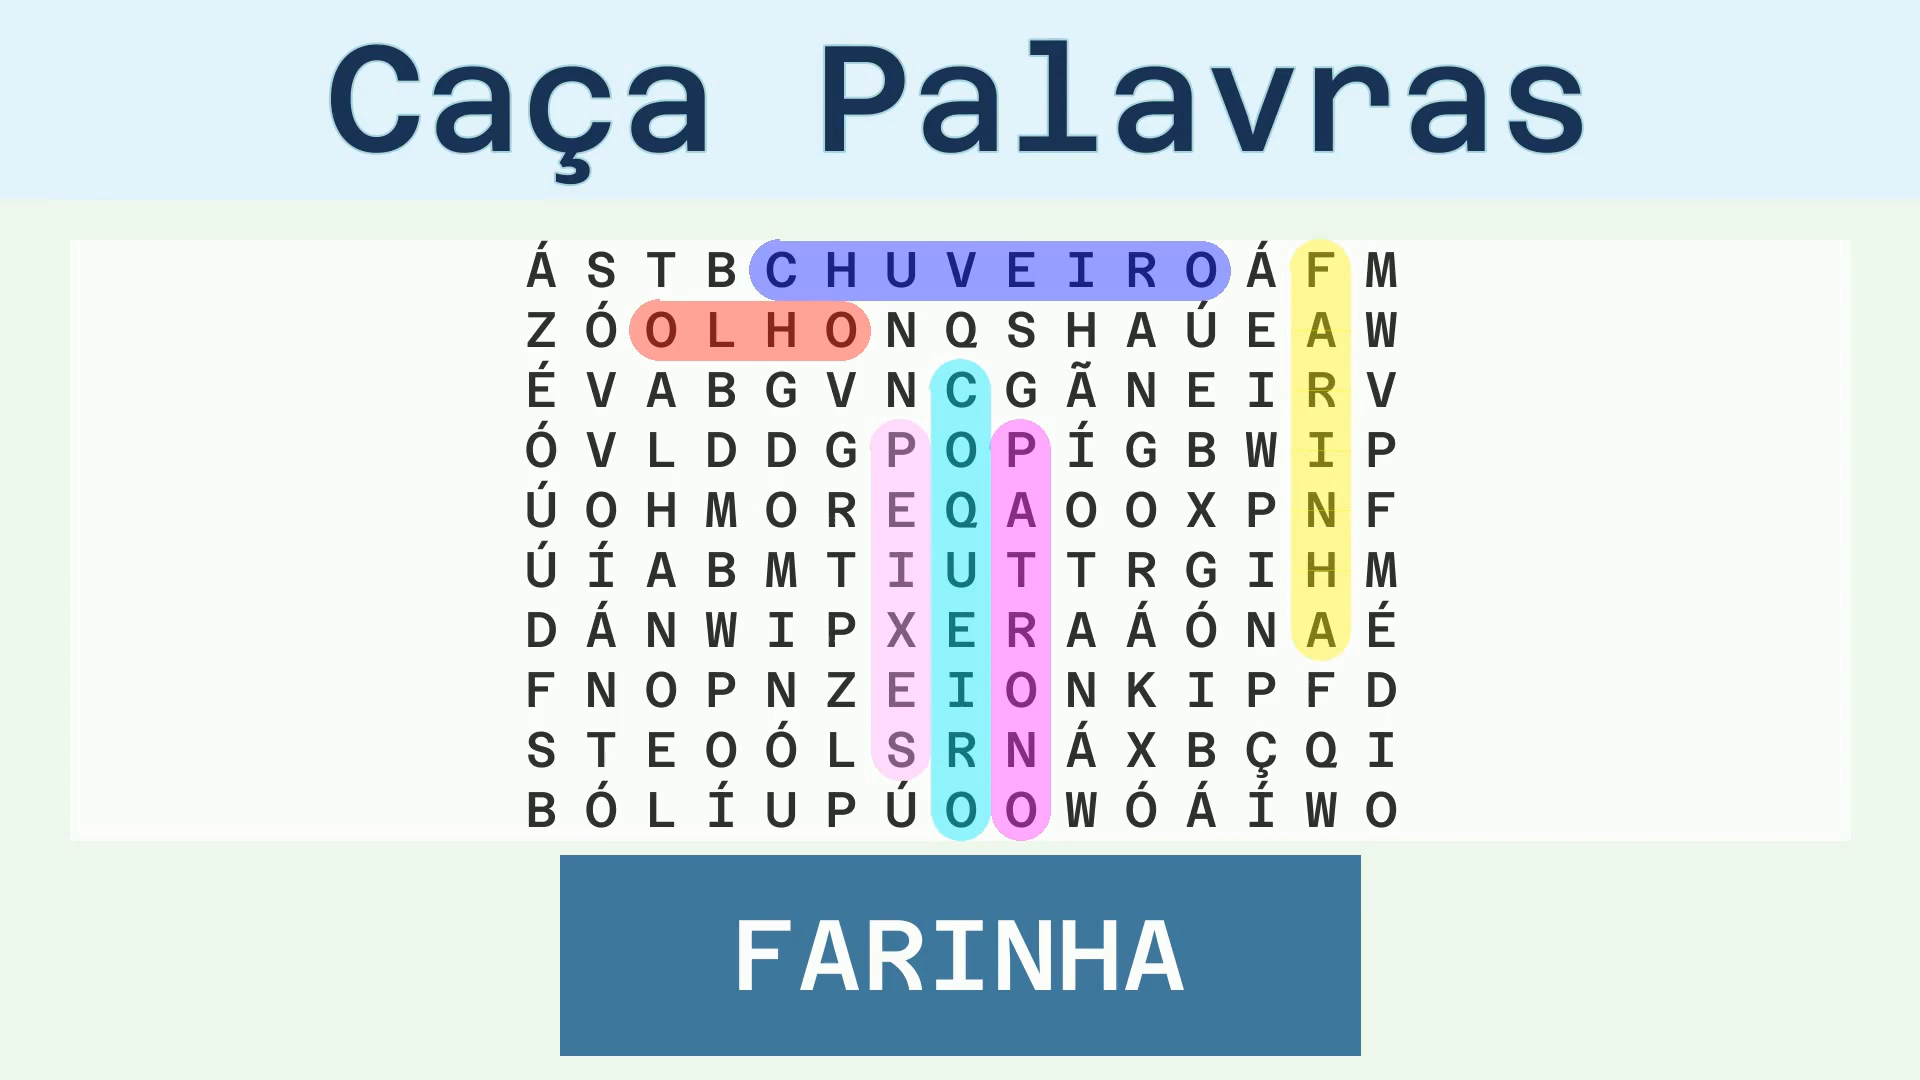 Caça Palavras
Á S T B C H U V E I R O Á F M
Z Ó O L H O N Q S H A Ú E A W
É V A B G V N C G Ã N E I R V
Ó V L D D G P O P Í G B W I P
Ú O H M O R E Q A O O X P N F
Ú Í A B M T I U T T R G I H M
D Á N W I P X E R A Á Ó N A É
F N O P N Z E I O N K I P F D
S T E O Ó L S R N Á X B Ç Q I
B Ó L Í U P Ú O O W Ó Á Í W O
FARINHA